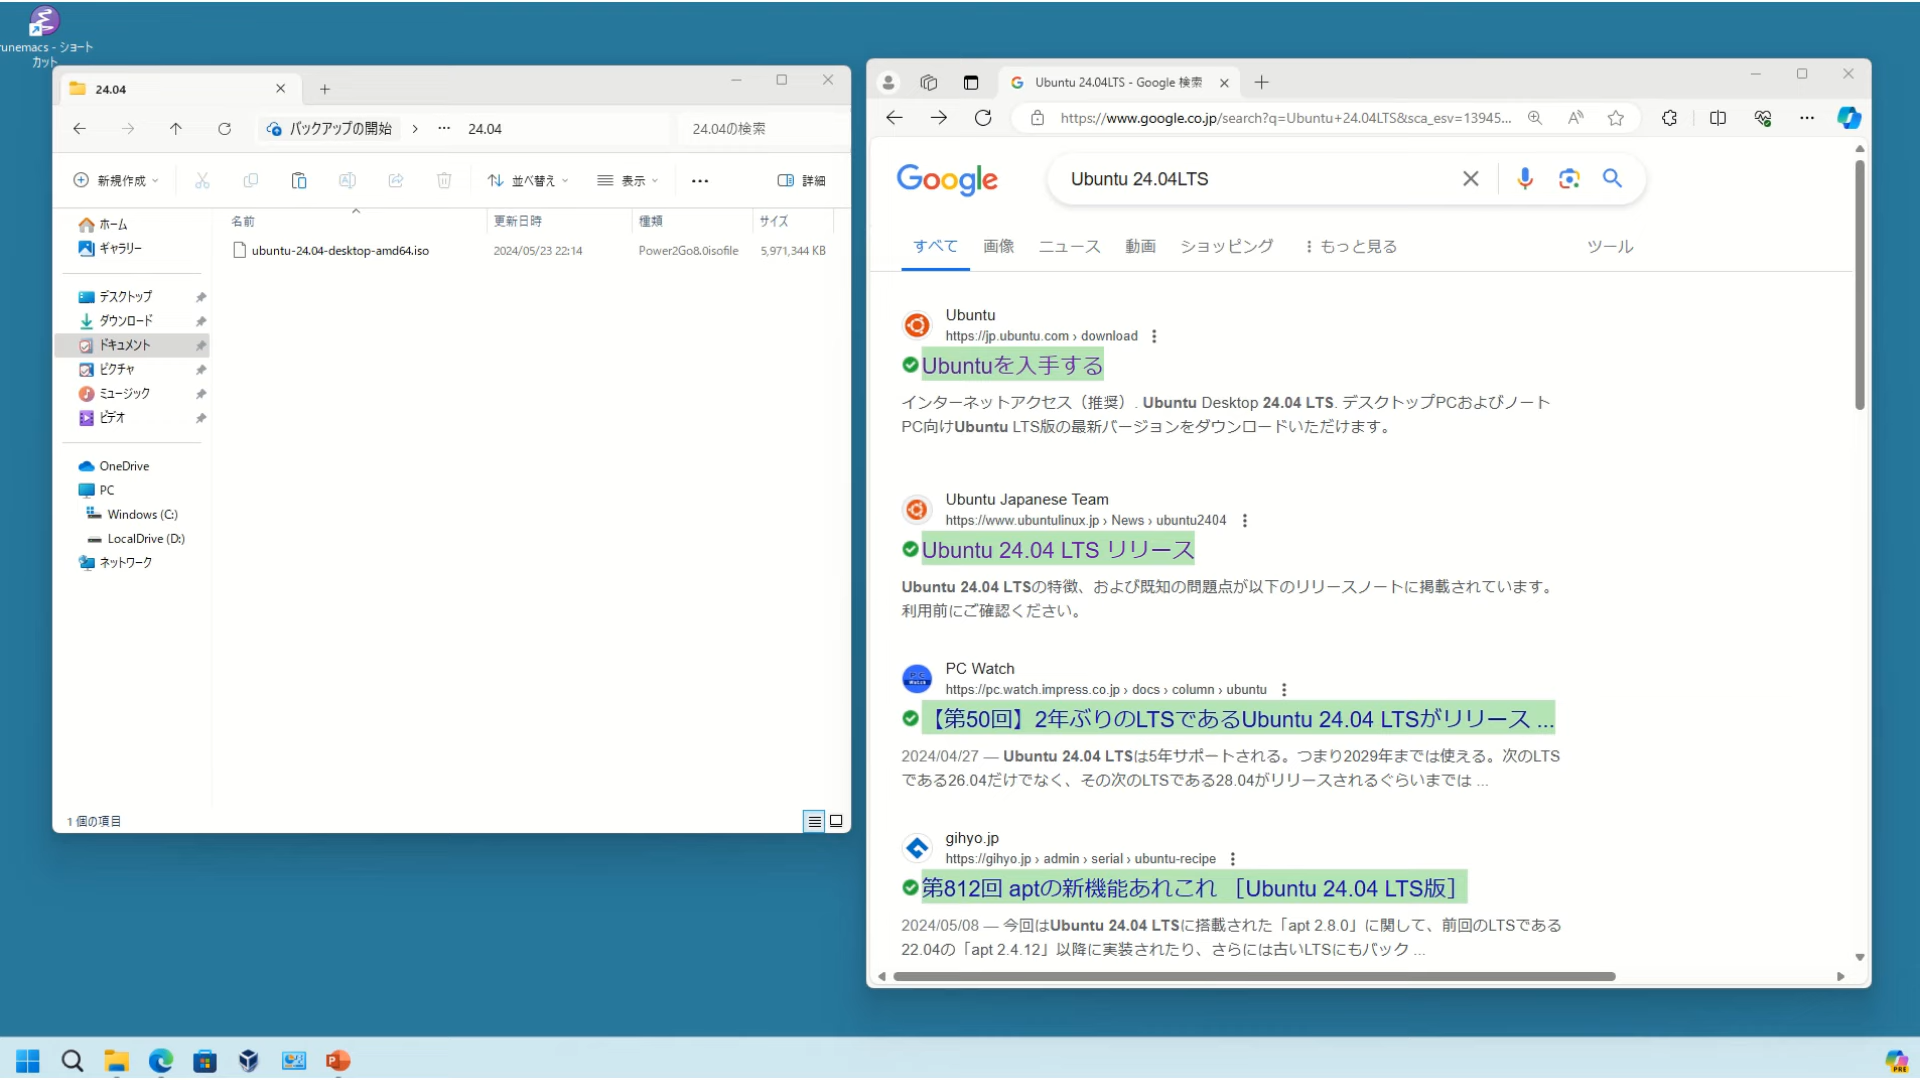 runemacs - ショート
カット
24.04
バックアップの開始
24.04
24.04の検索
新規作成
並べ替え
表示
詳細
名前
更新日時
種類
サイズ
ubuntu-24.04-desktop-amd64.iso
2024/05/23 22:14
Power2Go8.0isofile
5,971,344 KB
ホーム
ギャラリー
デスクトップ
ダウンロード
ドキュメント
ピクチャ
ミュージック
ビデオ
OneDrive
PC
Windows (C:)
LocalDrive (D:)
ネットワーク
1 個の項目
Ubuntu 24.04LTS - Google 検索
https://www.google.co.jp/search?q=Ubuntu+24.04LTS&sca_esv=13945...
Google
Ubuntu 24.04LTS
すべて
画像
ニュース
動画
ショッピング
もっと見る
ツール
Ubuntu
https://jp.ubuntu.com › download
Ubuntuを入手する
インターネットアクセス（推奨）. Ubuntu Desktop 24.04 LTS. デスクトップPCおよびノート
PC向けUbuntu LTS版の最新バージョンをダウンロードいただけます。
Ubuntu Japanese Team
https://www.ubuntulinux.jp › News › ubuntu2404
Ubuntu 24.04 LTS リリース
Ubuntu 24.04 LTSの特徴、および既知の問題点が以下のリリースノートに掲載されています。
利用前にご確認ください。
PC Watch
https://pc.watch.impress.co.jp › docs › column › ubuntu
【第50回】2年ぶりのLTSであるUbuntu 24.04 LTSがリリース ...
2024/04/27 — Ubuntu 24.04 LTSは5年サポートされる。つまり2029年までは使える。次のLTS
である26.04だけでなく、その次のLTSである28.04がリリースされるぐらいまでは ...
gihyo.jp
https://gihyo.jp › admin › serial › ubuntu-recipe
第812回 aptの新機能あれこれ ［Ubuntu 24.04 LTS版］
2024/05/08 — 今回はUbuntu 24.04 LTSに搭載された「apt 2.8.0」に関して、前回のLTSである
22.04の「apt 2.4.12」以降に実装されたり、さらには古いLTSにもバック ...
PRE